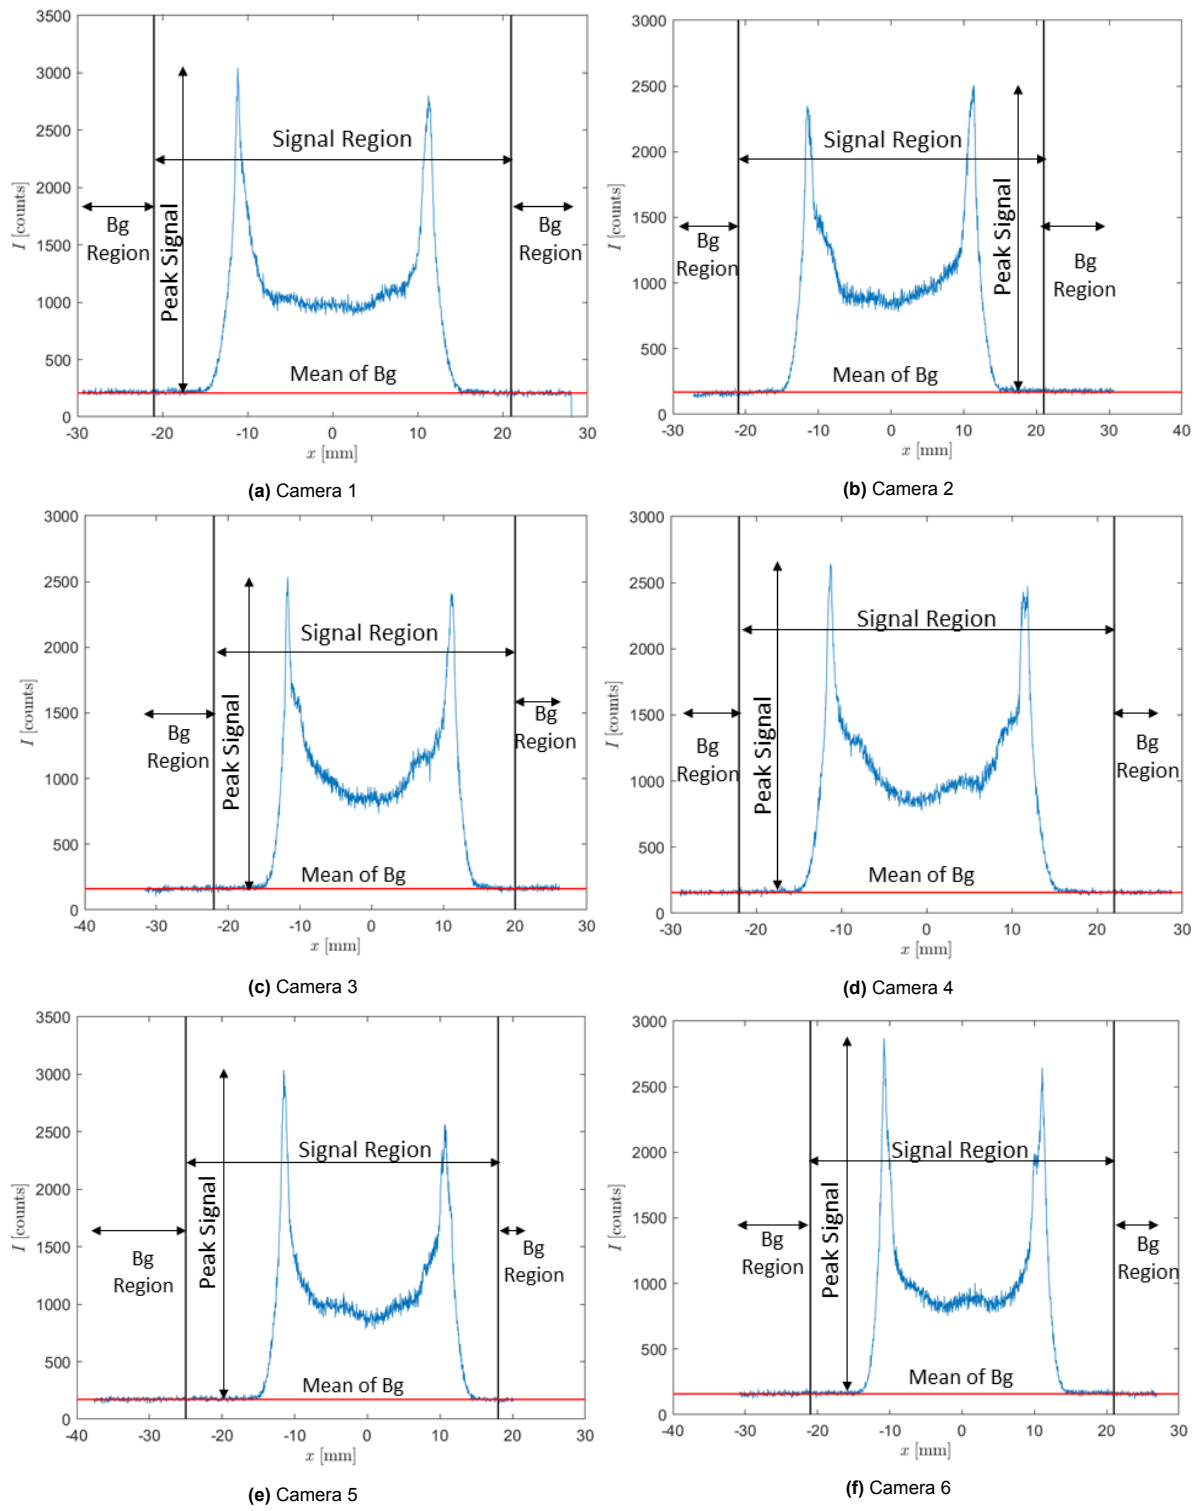 3500
3000
2500
2000
1500
1000
500
0
I [counts]
Signal Region
Bg
Region
Peak Signal
Bg
Region
Mean of Bg
-30 -20 -10 0 10 20 30
x [mm]
(a) Camera 1
3000
2500
2000
1500
1000
500
0
I [counts]
Signal Region
Bg
Region
Peak Signal
Bg
Region
Mean of Bg
-30 -20 -10 0 10 20 30 40
x [mm]
(b) Camera 2
3000
2500
2000
1500
1000
500
0
I [counts]
Signal Region
Bg
Region
Peak Signal
Bg
Region
Mean of Bg
-40 -30 -20 -10 0 10 20 30
x [mm]
(c) Camera 3
3000
2500
2000
1500
1000
500
0
I [counts]
Signal Region
Bg
Region
Peak Signal
Bg
Region
Mean of Bg
-30 -20 -10 0 10 20 30
x [mm]
(d) Camera 4
3500
3000
2500
2000
1500
1000
500
0
I [counts]
Signal Region
Bg
Region
Peak Signal
Bg
Region
Mean of Bg
-40 -30 -20 -10 0 10 20 30
x [mm]
(e) Camera 5
3000
2500
2000
1500
1000
500
0
I [counts]
Signal Region
Bg
Region
Peak Signal
Bg
Region
Mean of Bg
-40 -30 -20 -10 0 10 20 30
x [mm]
(f) Camera 6